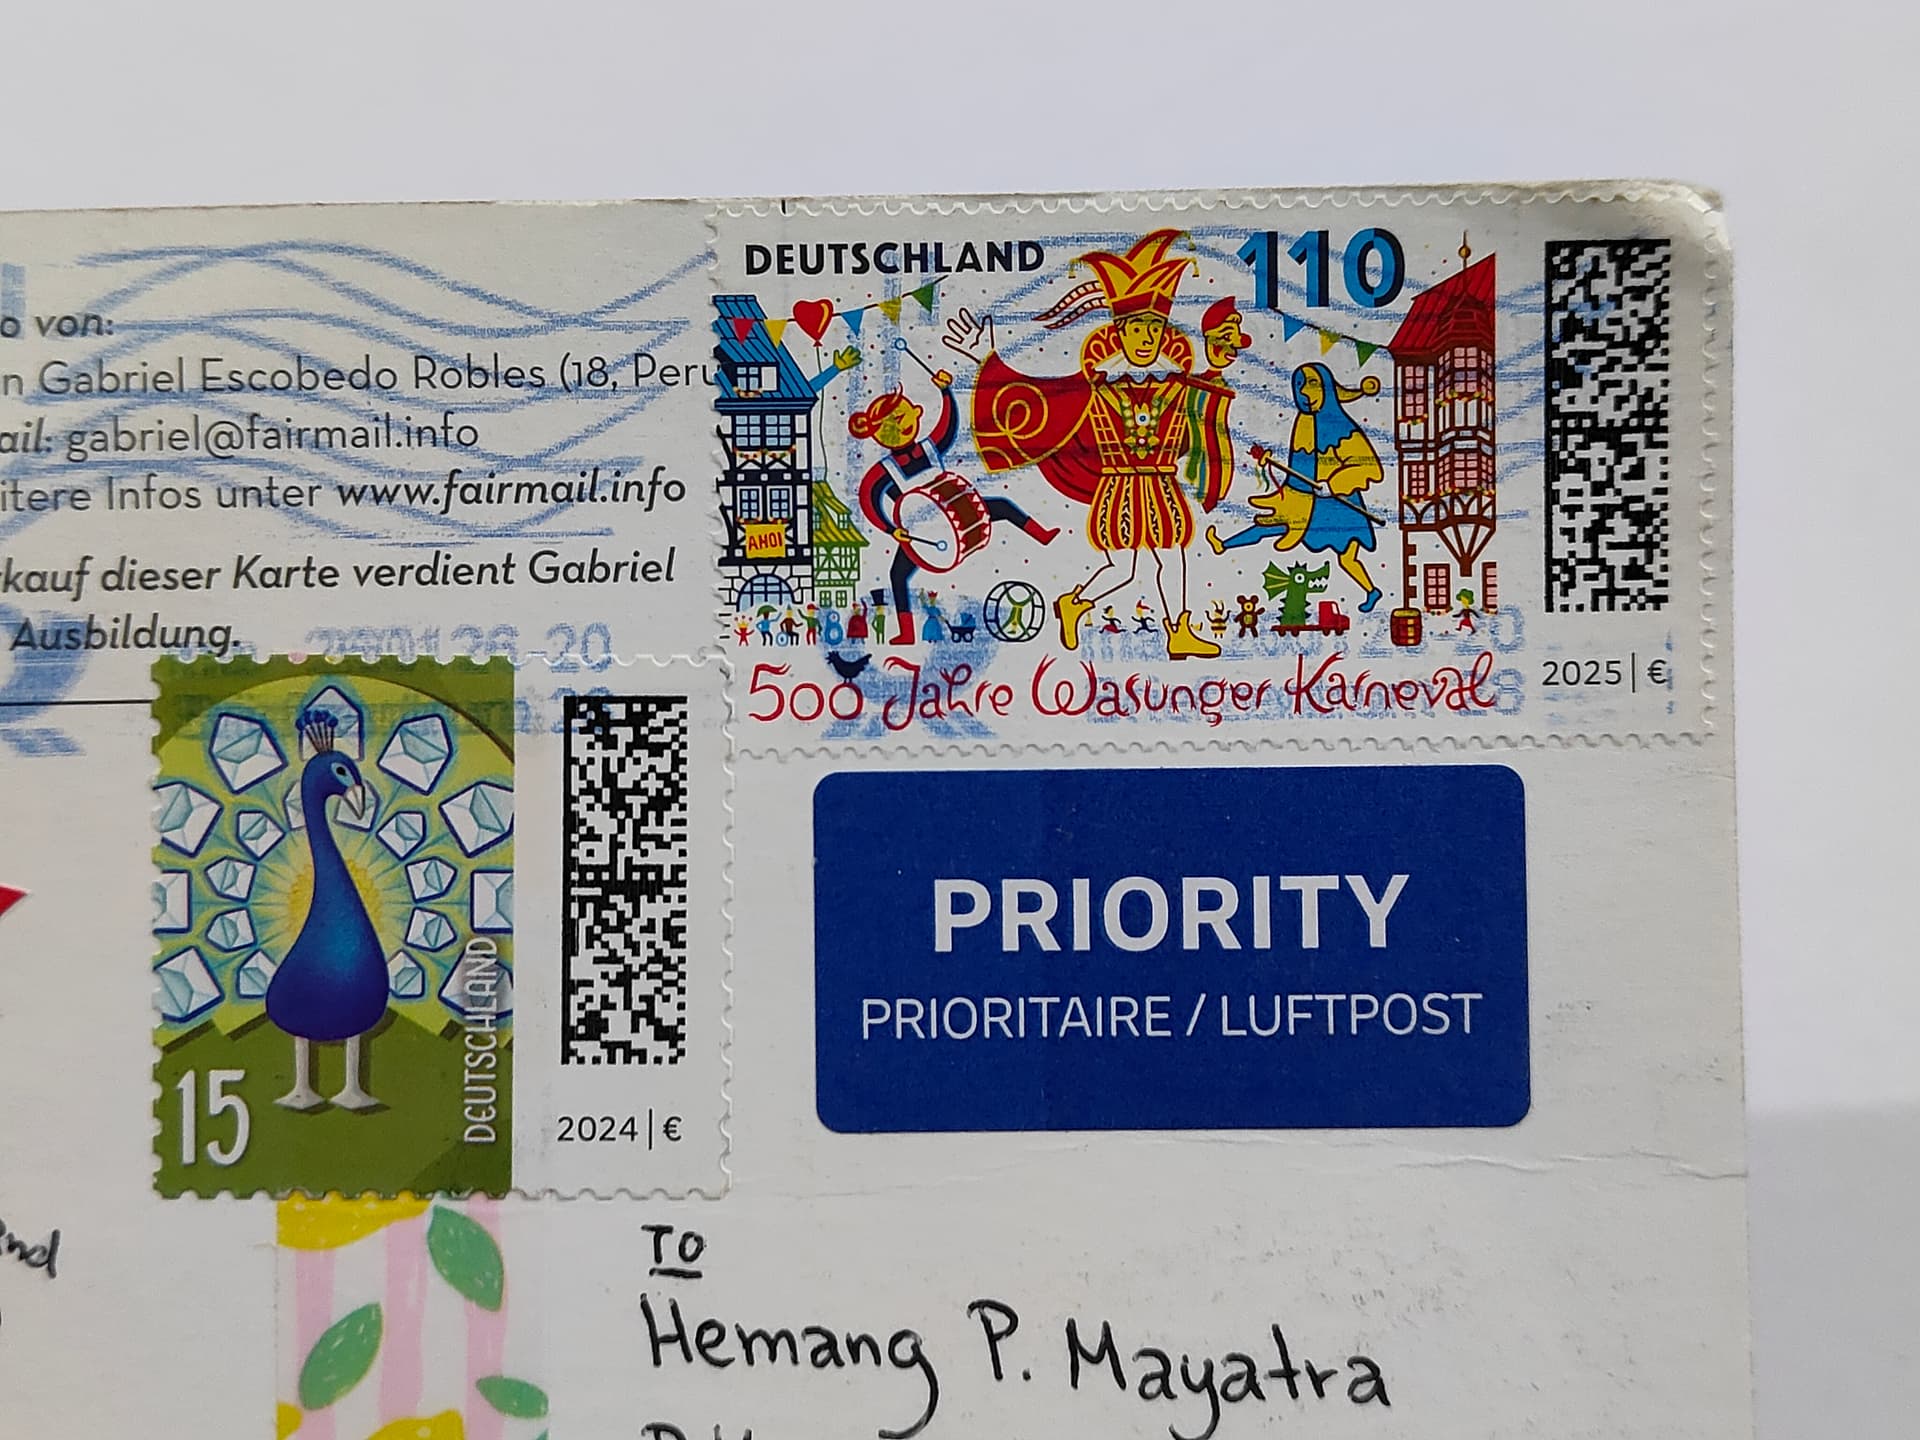 o von:
n Gabriel Escobedo Robles (18, Peru
ail: gabriel@fairmail.info
itere Infos unter www.fairmail.info
kauf dieser Karte verdient Gabriel
Ausbildung.
DEUTSCHLAND 110
AHOI
500 Jahre Wasunger Karneval
2025 | €
15
DEUTSCHLAND
2024 | €
PRIORITY
PRIORITAIRE / LUFTPOST
TO
Hemang P. Mayatra